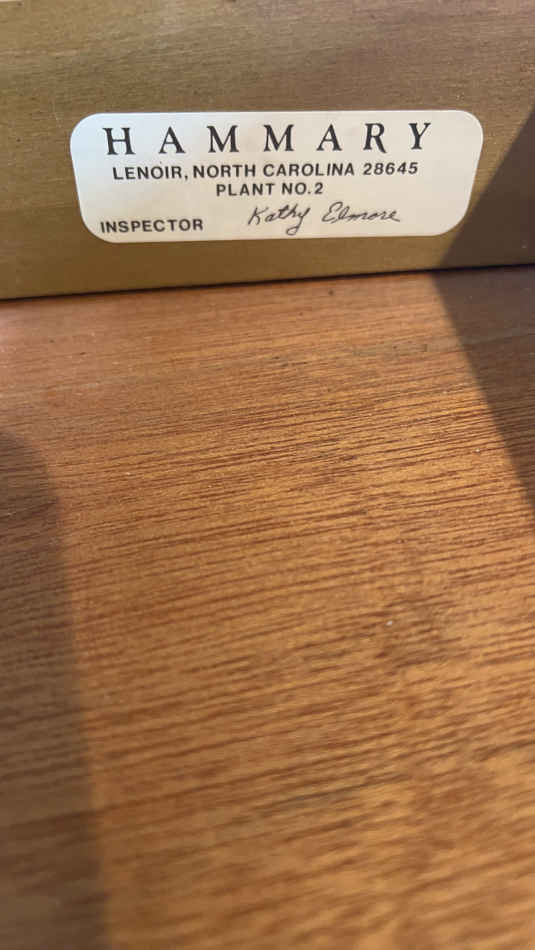 HAMMARY
LENOIR, NORTH CAROLINA 28645
PLANT NO. 2
INSPECTOR Kathy Elmore